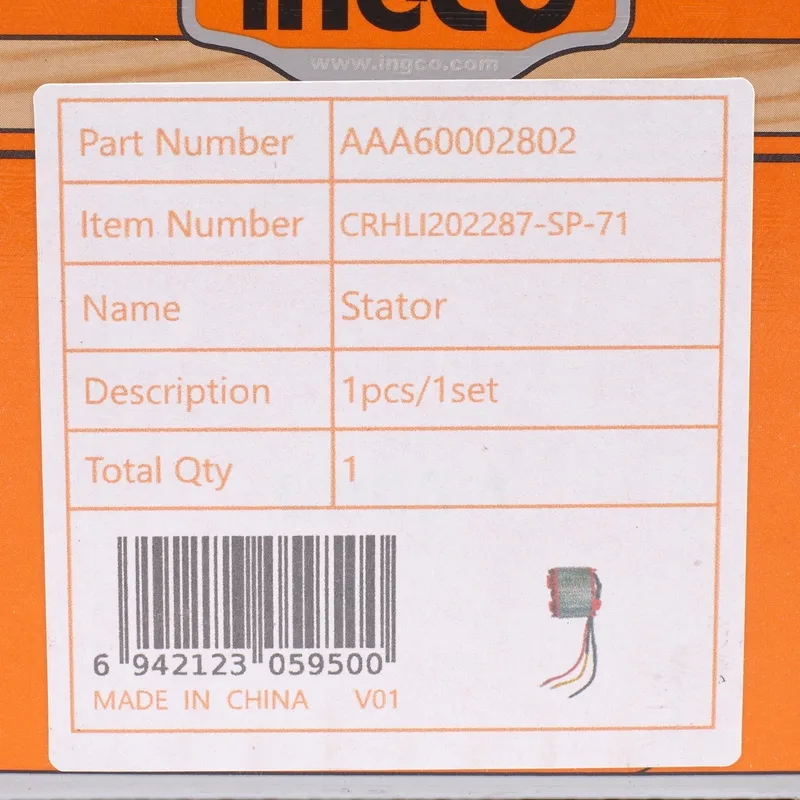 INGCO
www.ingco.com
Part Number AAA60002802
Item Number CRHLI202287-SP-71
Name Stator
Description 1pcs/1set
Total Qty 1
6 942123 059500
MADE IN CHINA V01